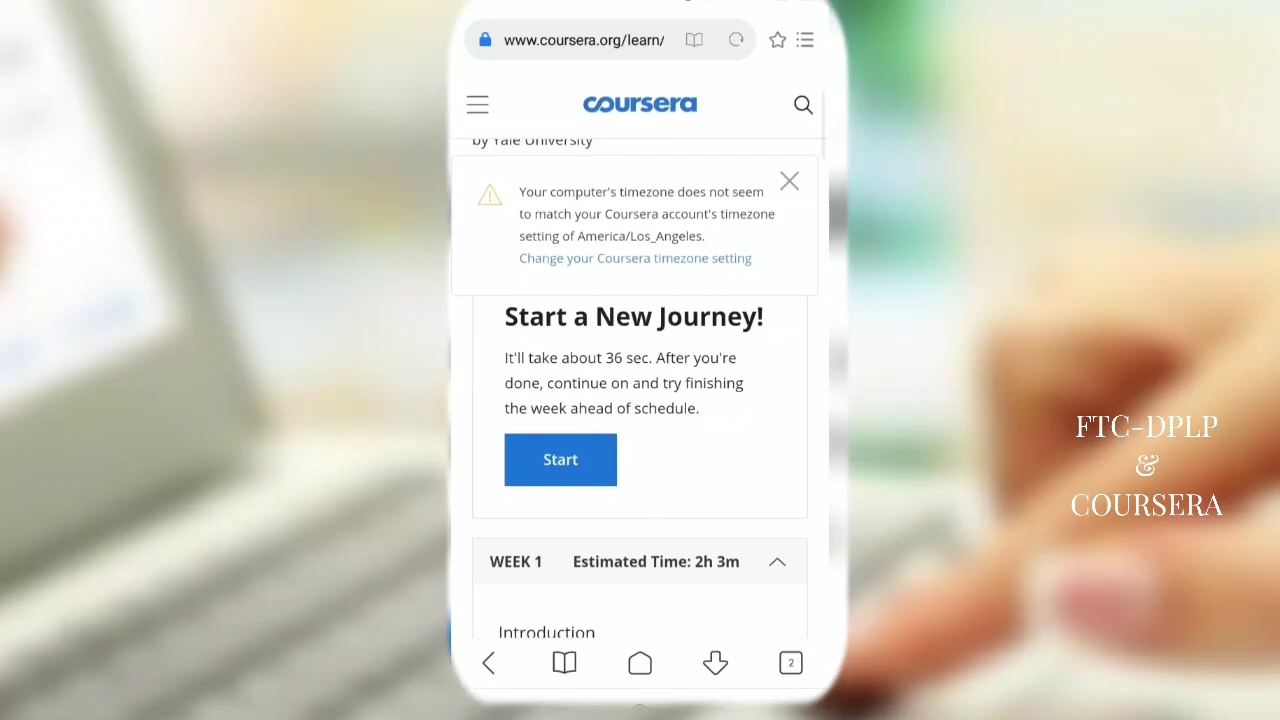 www.coursera.org/learn/
coursera
by Yale University
Your computer's timezone does not seem
to match your Coursera account's timezone
setting of America/Los_Angeles.
Change your Coursera timezone setting
Start a New Journey!
It'll take about 36 sec. After you're
done, continue on and try finishing
the week ahead of schedule.
Start
WEEK 1 Estimated Time: 2h 3m
Introduction
2
FTC-DPLP
&
COURSERA